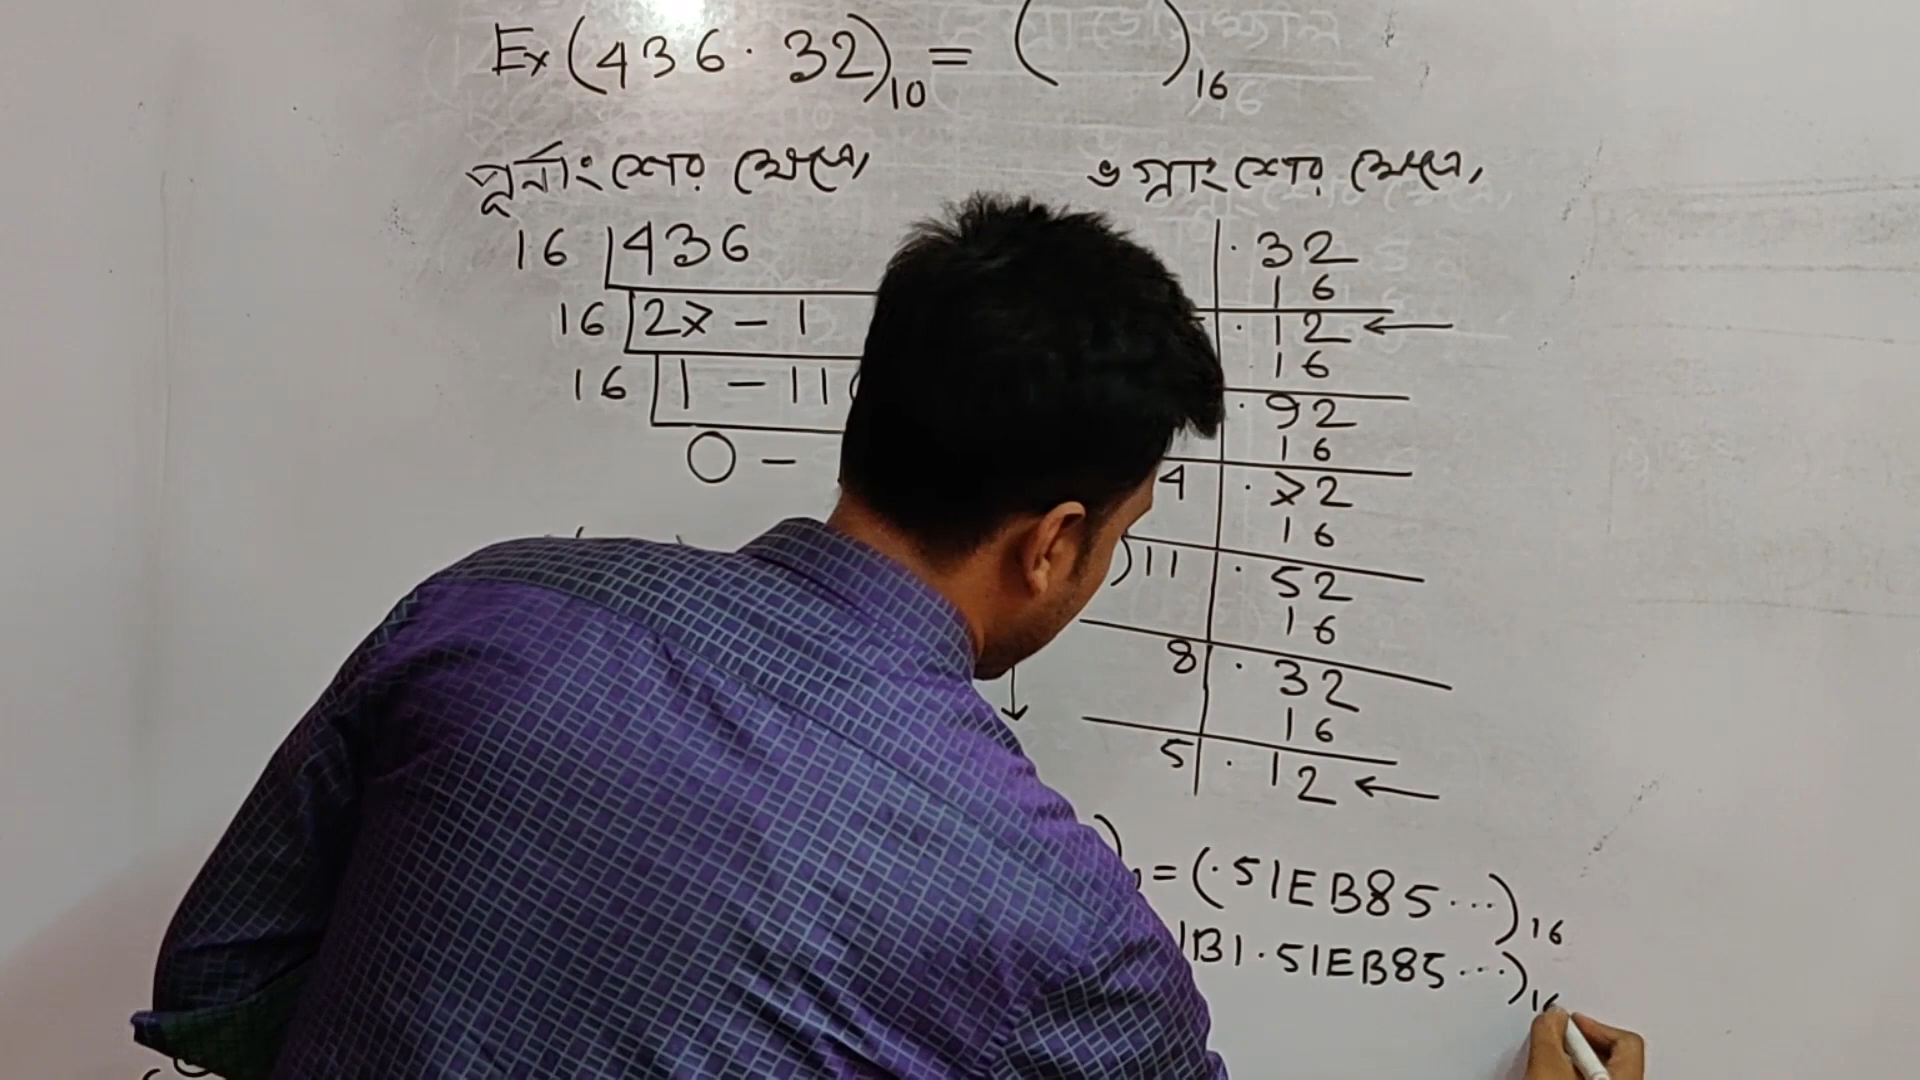 Ex (436.32)₁₀ = ( )₁₆
পূর্নাংশের ক্ষেত্রে,
16 | 436
16 | 27 - 1
16 | 1 - 11
0 -
ভগ্নাংশের ক্ষেত্রে,
.32
16
.12 ←
16
.92
16
4 | .72
16
)11 | .52
16
8 | .32
16
5 | .12 ←
) = (.51EB85...)₁₆
1B1.51EB85...)₁₆